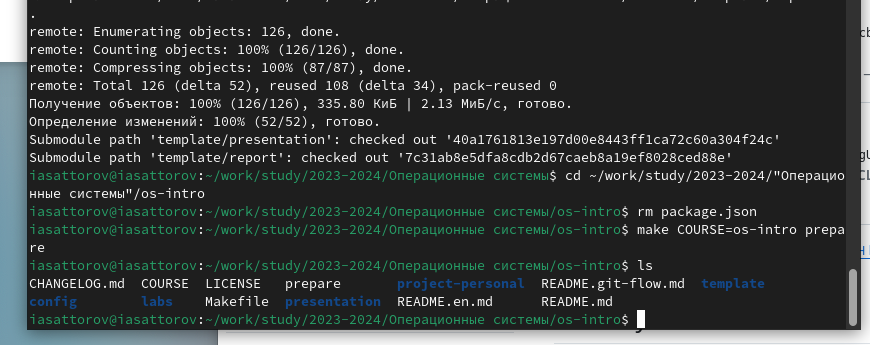 .
remote: Enumerating objects: 126, done.
remote: Counting objects: 100% (126/126), done.
remote: Compressing objects: 100% (87/87), done.
remote: Total 126 (delta 52), reused 108 (delta 34), pack-reused 0
Получение объектов: 100% (126/126), 335.80 КиБ | 2.13 МиБ/с, готово.
Определение изменений: 100% (52/52), готово.
Submodule path 'template/presentation': checked out '40a1761813e197d00e8443ff1ca72c60a304f24c'
Submodule path 'template/report': checked out '7c31ab8e5dfa8cdb2d67caeb8a19ef8028ced88e'
iasattorov@iasattorov:~/work/study/2023-2024/Операционные системы$ cd ~/work/study/2023-2024/"Операцио
нные системы"/os-intro
iasattorov@iasattorov:~/work/study/2023-2024/Операционные системы/os-intro$ rm package.json
iasattorov@iasattorov:~/work/study/2023-2024/Операционные системы/os-intro$ make COURSE=os-intro prepa
re
iasattorov@iasattorov:~/work/study/2023-2024/Операционные системы/os-intro$ ls
CHANGELOG.md COURSE LICENSE prepare project-personal README.git-flow.md template
config labs Makefile presentation README.en.md README.md
iasattorov@iasattorov:~/work/study/2023-2024/Операционные системы/os-intro$